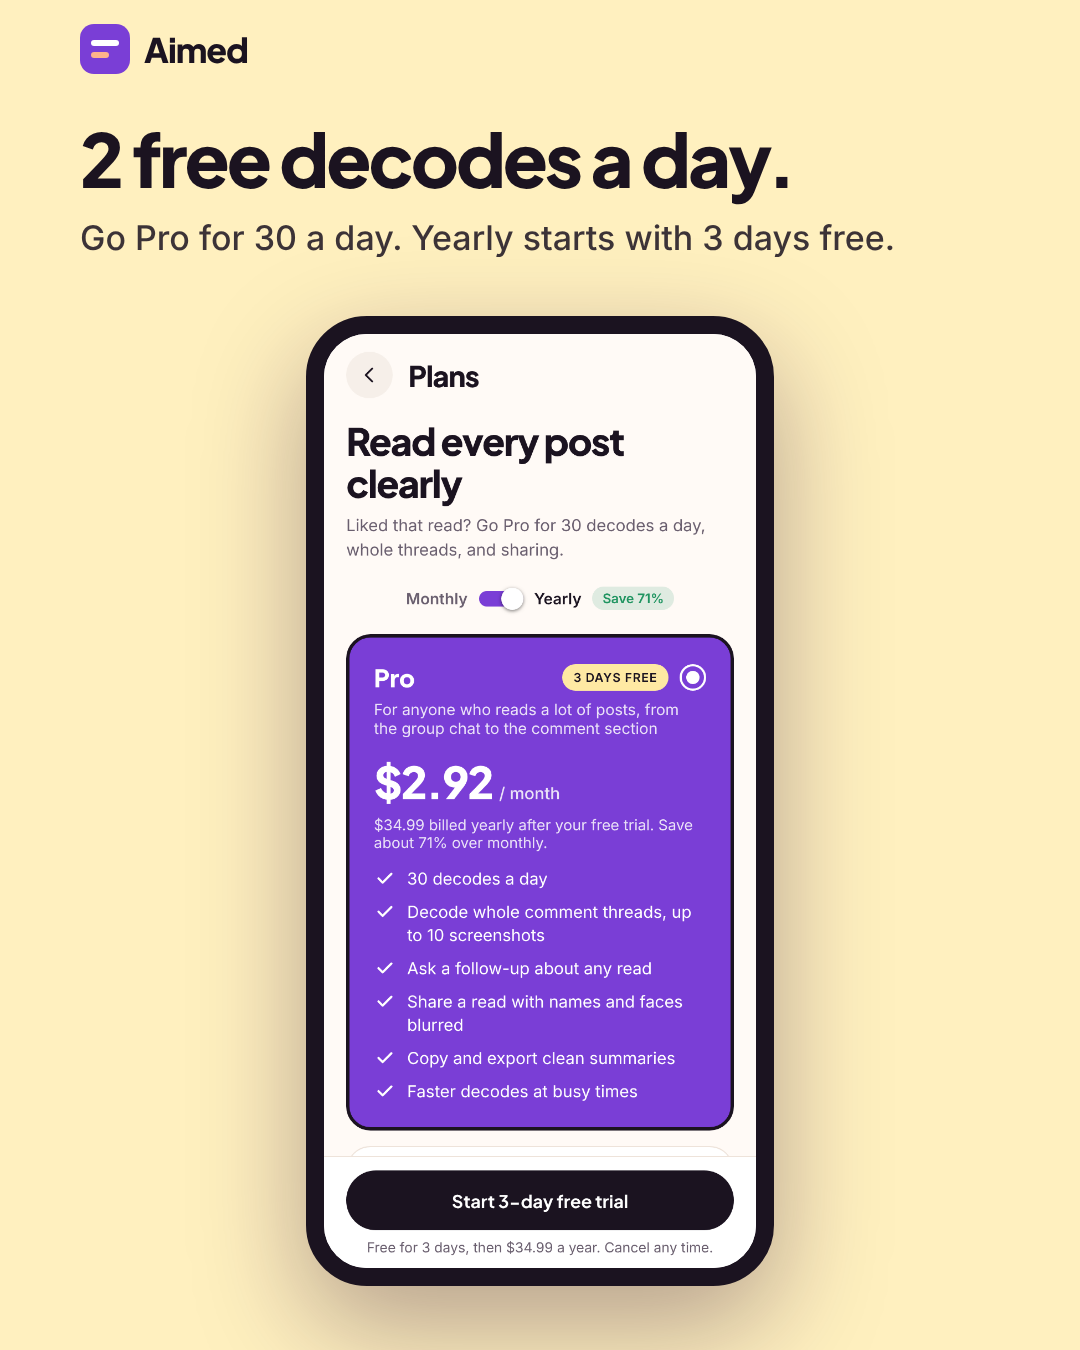 Aimed
2 free decodes a day.
Go Pro for 30 a day. Yearly starts with 3 days free.
Plans
Read every post
clearly
Liked that read? Go Pro for 30 decodes a day,
whole threads, and sharing.
Monthly Yearly Save 71%
Pro 3 DAYS FREE
For anyone who reads a lot of posts, from
the group chat to the comment section
$2.92 / month
$34.99 billed yearly after your free trial. Save
about 71% over monthly.
30 decodes a day
Decode whole comment threads, up
to 10 screenshots
Ask a follow-up about any read
Share a read with names and faces
blurred
Copy and export clean summaries
Faster decodes at busy times
Start 3-day free trial
Free for 3 days, then $34.99 a year. Cancel any time.